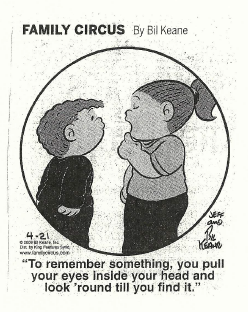 FAMILY CIRCUS By Bil Keane
JEFF
and
BIL
KEANE
4-21
© 2009 Bil Keane, Inc.
Dist. by King Features Synd.
www.familycircus.com
"To remember something, you pull
your eyes inside your head and
look 'round till you find it."